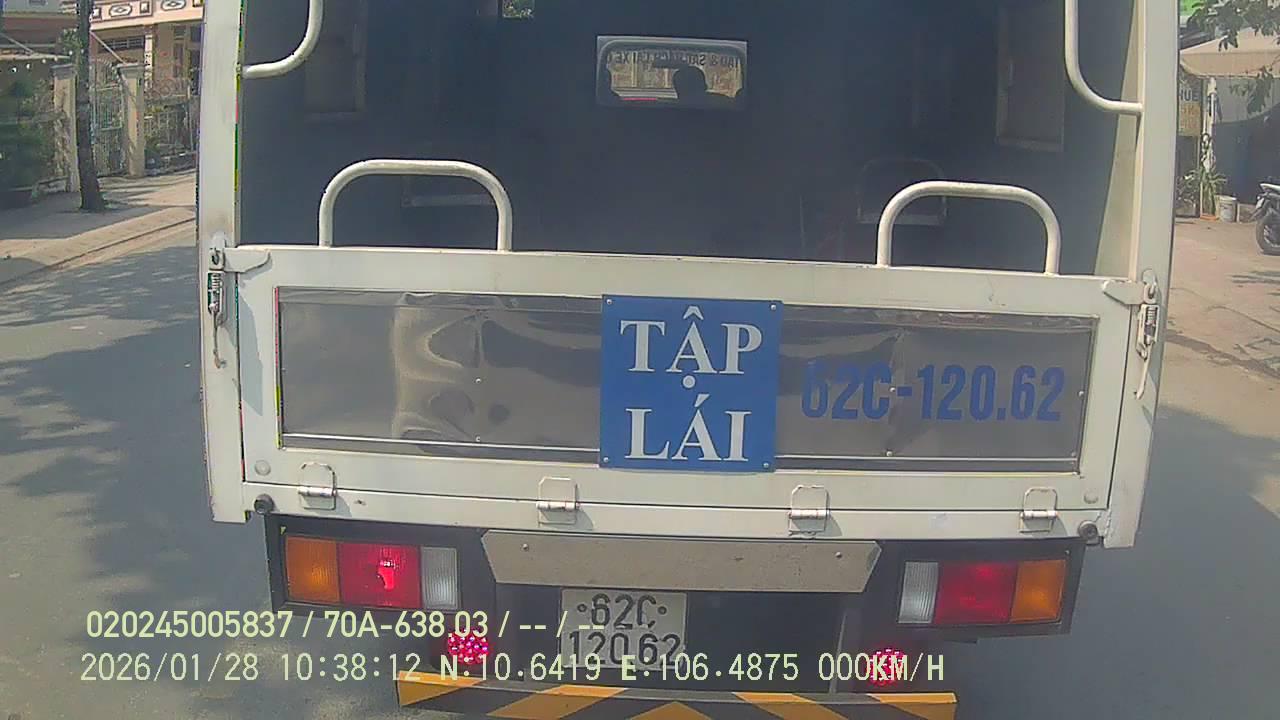 TẬP
LÁI
62C-120.62
62C
120.62
020245005837 / 70A-638.03 / -- / --
2026/01/28 10:38:12 N:10.6419 E:106.4875 000KM/H